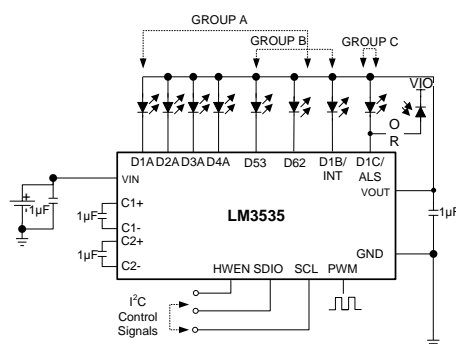 GROUP A
GROUP B
GROUP C
VIO
O
R
D1A D2A D3A D4A D53 D62 D1B/ INT D1C/ ALS
VIN
VOUT
1µF
1µF
C1+
1µF
C1-
LM3535
C2+
1µF
C2-
GND
HWEN SDIO SCL PWM
I²C
Control
Signals